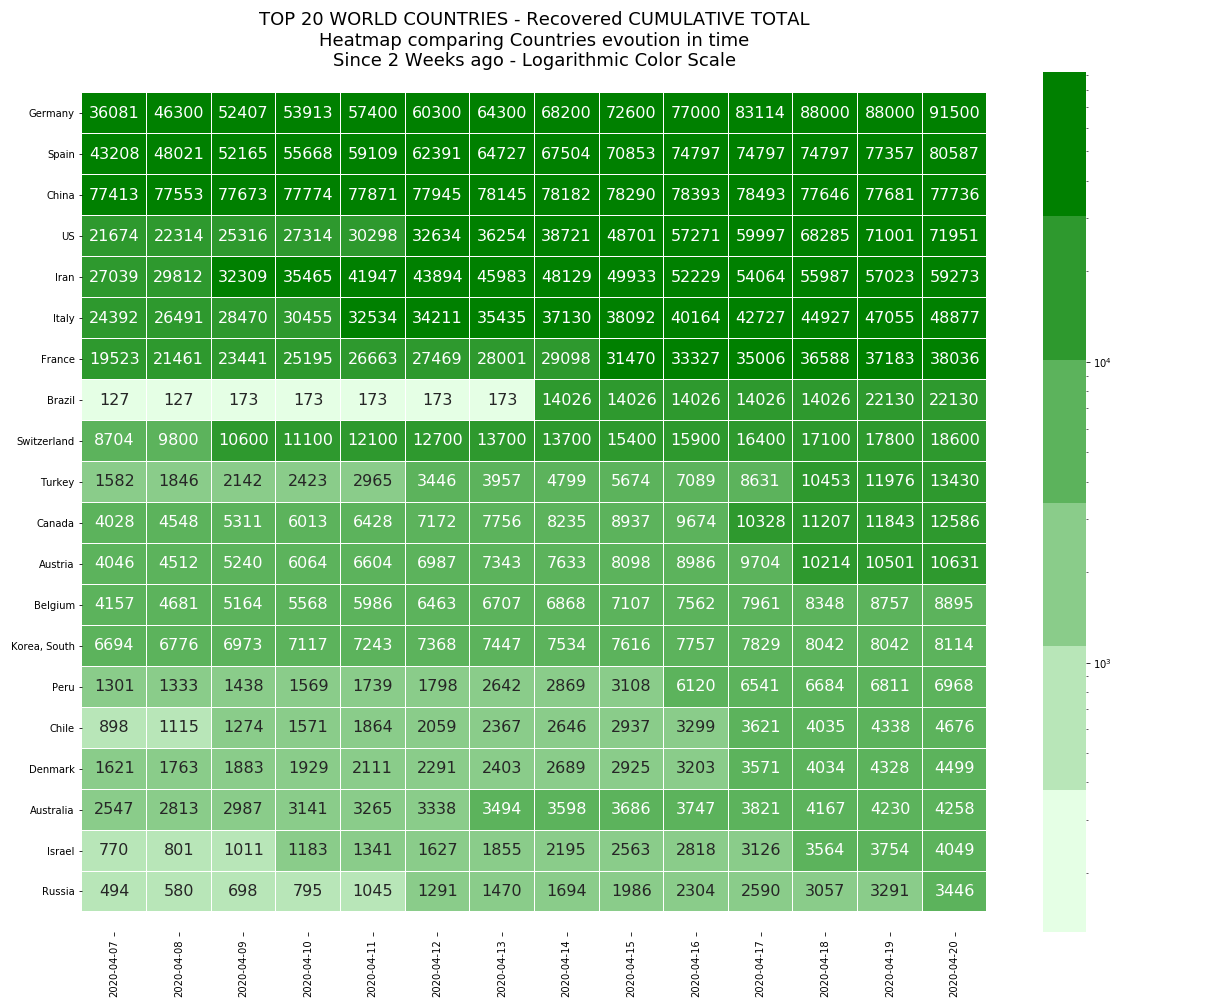 TOP 20 WORLD COUNTRIES - Recovered CUMULATIVE TOTAL
Heatmap comparing Countries evoution in time
Since 2 Weeks ago - Logarithmic Color Scale
Germany 36081 46300 52407 53913 57400 60300 64300 68200 72600 77000 83114 88000 88000 91500
Spain 43208 48021 52165 55668 59109 62391 64727 67504 70853 74797 74797 74797 77357 80587
China 77413 77553 77673 77774 77871 77945 78145 78182 78290 78393 78493 77646 77681 77736
US 21674 22314 25316 27314 30298 32634 36254 38721 48701 57271 59997 68285 71001 71951
Iran 27039 29812 32309 35465 41947 43894 45983 48129 49933 52229 54064 55987 57023 59273
Italy 24392 26491 28470 30455 32534 34211 35435 37130 38092 40164 42727 44927 47055 48877
France 19523 21461 23441 25195 26663 27469 28001 29098 31470 33327 35006 36588 37183 38036
Brazil 127 127 173 173 173 173 173 14026 14026 14026 14026 14026 22130 22130
Switzerland 8704 9800 10600 11100 12100 12700 13700 13700 15400 15900 16400 17100 17800 18600
Turkey 1582 1846 2142 2423 2965 3446 3957 4799 5674 7089 8631 10453 11976 13430
Canada 4028 4548 5311 6013 6428 7172 7756 8235 8937 9674 10328 11207 11843 12586
Austria 4046 4512 5240 6064 6604 6987 7343 7633 8098 8986 9704 10214 10501 10631
Belgium 4157 4681 5164 5568 5986 6463 6707 6868 7107 7562 7961 8348 8757 8895
Korea, South 6694 6776 6973 7117 7243 7368 7447 7534 7616 7757 7829 8042 8042 8114
Peru 1301 1333 1438 1569 1739 1798 2642 2869 3108 6120 6541 6684 6811 6968
Chile 898 1115 1274 1571 1864 2059 2367 2646 2937 3299 3621 4035 4338 4676
Denmark 1621 1763 1883 1929 2111 2291 2403 2689 2925 3203 3571 4034 4328 4499
Australia 2547 2813 2987 3141 3265 3338 3494 3598 3686 3747 3821 4167 4230 4258
Israel 770 801 1011 1183 1341 1627 1855 2195 2563 2818 3126 3564 3754 4049
Russia 494 580 698 795 1045 1291 1470 1694 1986 2304 2590 3057 3291 3446
2020-04-07 2020-04-08 2020-04-09 2020-04-10 2020-04-11 2020-04-12 2020-04-13 2020-04-14 2020-04-15 2020-04-16 2020-04-17 2020-04-18 2020-04-19 2020-04-20
10⁴
10³